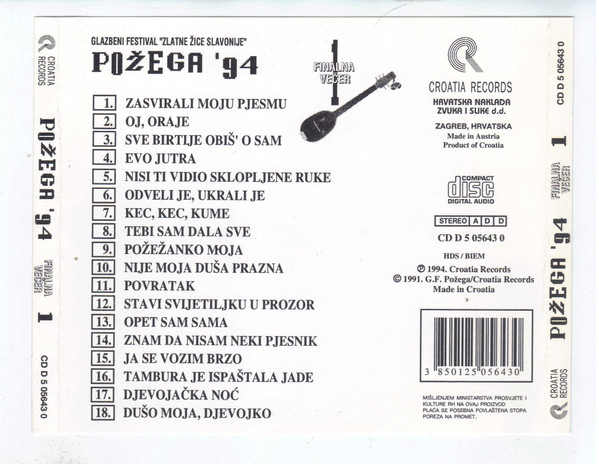 CROATIA
RECORDS
POŽEGA '94
FINALNA
VEČER
1
CD D 5 05643 0
GLAZBENI FESTIVAL "ZLATNE ŽICE SLAVONIJE"
POŽEGA '94
1
FINALNA
VEČER
1. ZASVIRALI MOJU PJESMU
2. OJ, ORAJE
3. SVE BIRTIJE OBIŠ' O SAM
4. EVO JUTRA
5. NISI TI VIDIO SKLOPLJENE RUKE
6. ODVELI JE, UKRALI JE
7. KEC, KEC, KUME
8. TEBI SAM DALA SVE
9. POŽEŽANKO MOJA
10. NIJE MOJA DUŠA PRAZNA
11. POVRATAK
12. STAVI SVIJETILJKU U PROZOR
13. OPET SAM SAMA
14. ZNAM DA NISAM NEKI PJESNIK
15. JA SE VOZIM BRZO
16. TAMBURA JE ISPAŠTALA JADE
17. DJEVOJAČKA NOĆ
18. DUŠO MOJA, DJEVOJKO
CROATIA RECORDS
HRVATSKA NAKLADA
ZVUKA I SLIKE d.d.
ZAGREB, HRVATSKA
Made in Austria
Product of Croatia
COMPACT
disc
DIGITAL AUDIO
STEREO A D D
CD D 5 05643 0
HDS / BIEM
℗ 1994. Croatia Records
© 1991. G.F. Požega/Croatia Records
Made in Croatia
3 850125 056430
MIŠLJENJEM MINISTARSTVA PROSVJETE I
KULTURE RH NA OVAJ PROIZVOD
PLAĆA SE POSEBNA POVLAŠTENA STOPA
POREZA NA PROMET.
CD D 5 05643 0
1
FINALNA
VEČER
POŽEGA '94
CROATIA
RECORDS